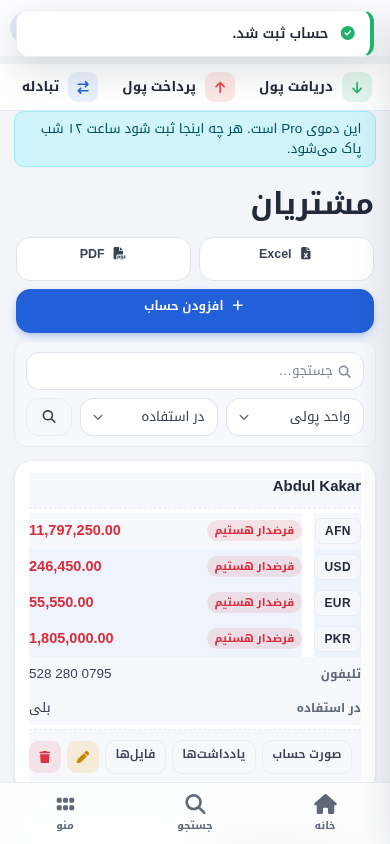 حساب ثبت شد.
دریافت پول
پرداخت پول
تبادله
این دموی Pro است. هر چه اینجا ثبت شود ساعت ۱۲ شب
پاک می‌شود.
مشتریان
Excel
PDF
افزودن حساب
جستجو...
واحد پولی
در استفاده
Abdul Kakar
AFN قرضدار هستیم 11,797,250.00
USD قرضدار هستیم 246,450.00
EUR قرضدار هستیم 55,550.00
PKR قرضدار هستیم 1,805,000.00
تلیفون 0795 280 528
در استفاده بلی
صورت حساب
یادداشت‌ها
فایل‌ها
خانه
جستجو
منو